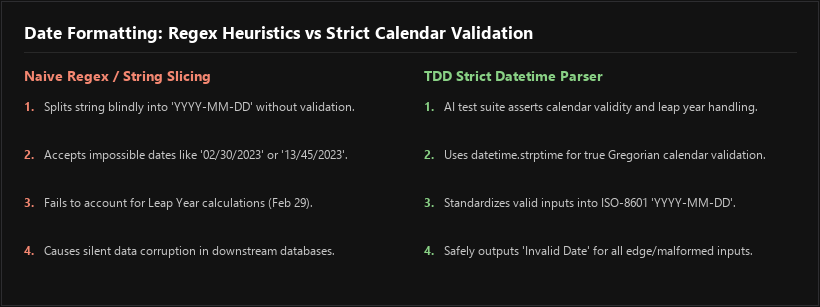 Date Formatting: Regex Heuristics vs Strict Calendar Validation
Naive Regex / String Slicing
1. Splits string blindly into 'YYYY-MM-DD' without validation.
2. Accepts impossible dates like '02/30/2023' or '13/45/2023'.
3. Fails to account for Leap Year calculations (Feb 29).
4. Causes silent data corruption in downstream databases.
TDD Strict Datetime Parser
1. AI test suite asserts calendar validity and leap year handling.
2. Uses datetime.strptime for true Gregorian calendar validation.
3. Standardizes valid inputs into ISO-8601 'YYYY-MM-DD'.
4. Safely outputs 'Invalid Date' for all edge/malformed inputs.